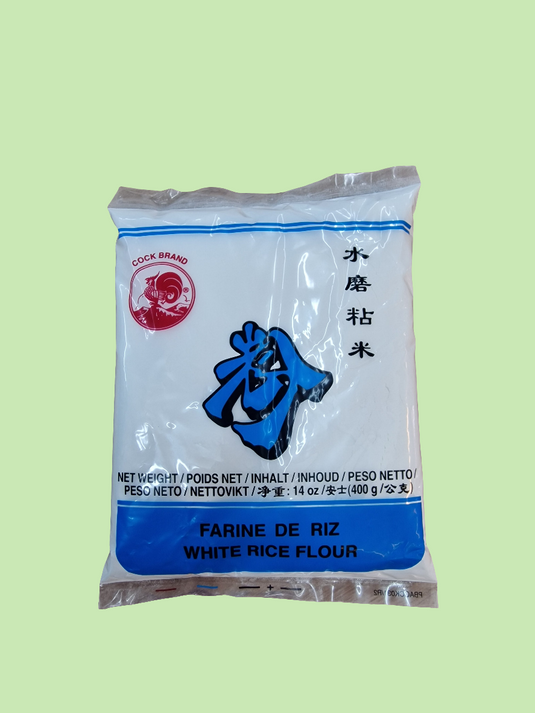 COCK BRAND
®
水磨粘米
粉
NET WEIGHT / POIDS NET / INHALT / INHOUD / PESO NETTO /
PESO NETO / NETTOVIKT / 净重: 14 oz /安士(400 g /公克)
FARINE DE RIZ
WHITE RICE FLOUR